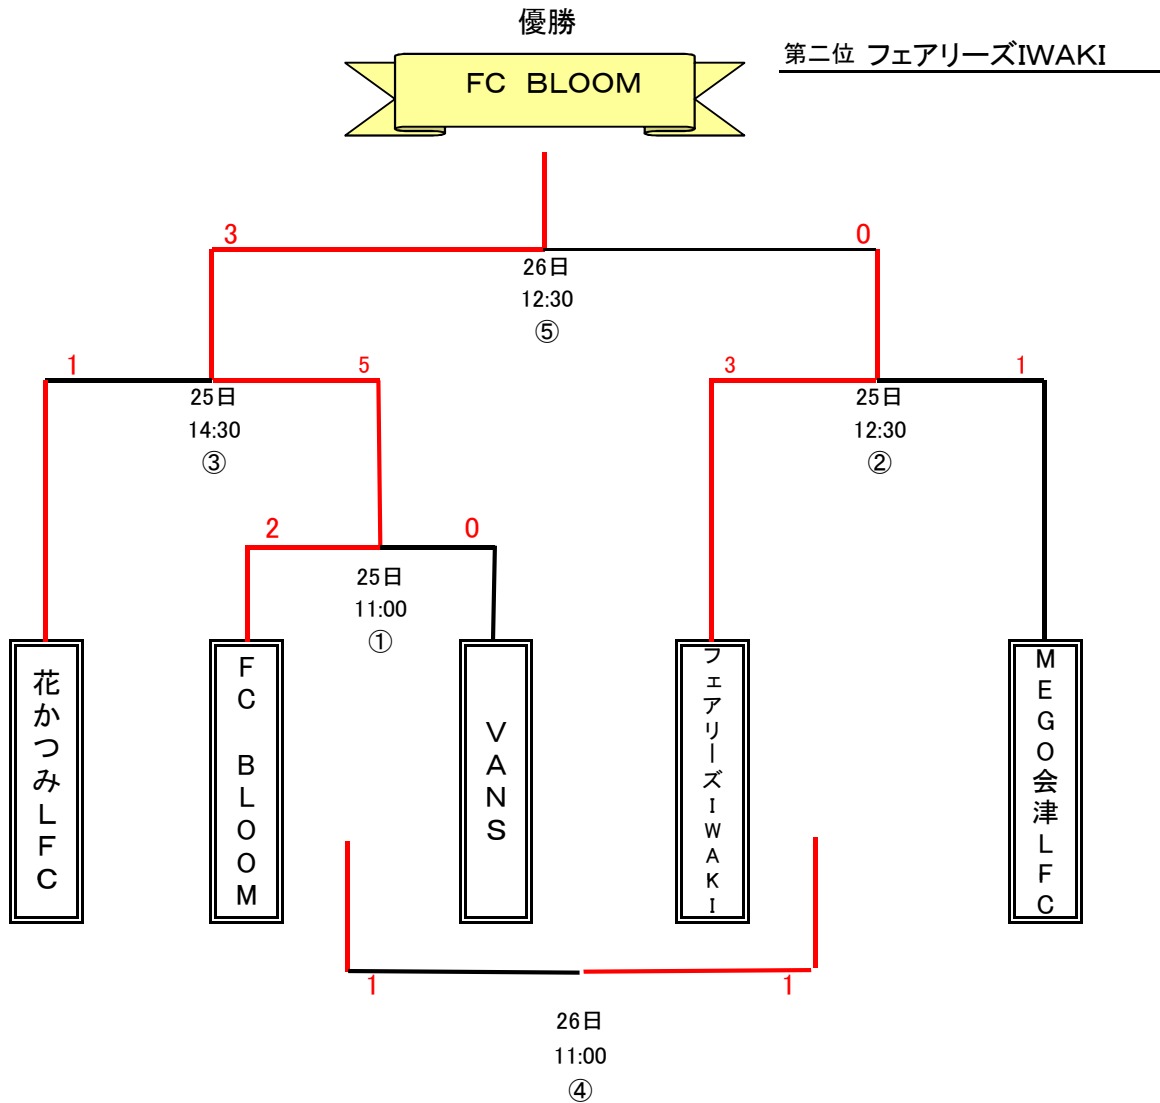 優勝
第二位 フェアリーズIWAKI
FC BLOOM
3
0
26日
12:30
⑤
1
5
3
1
25日
14:30
③
25日
12:30
②
2
0
25日
11:00
①
花かつみLFC
FC BLOOM
VANS
フェアリーズIWAKI
MEGO会津LFC
1
1
26日
11:00
④